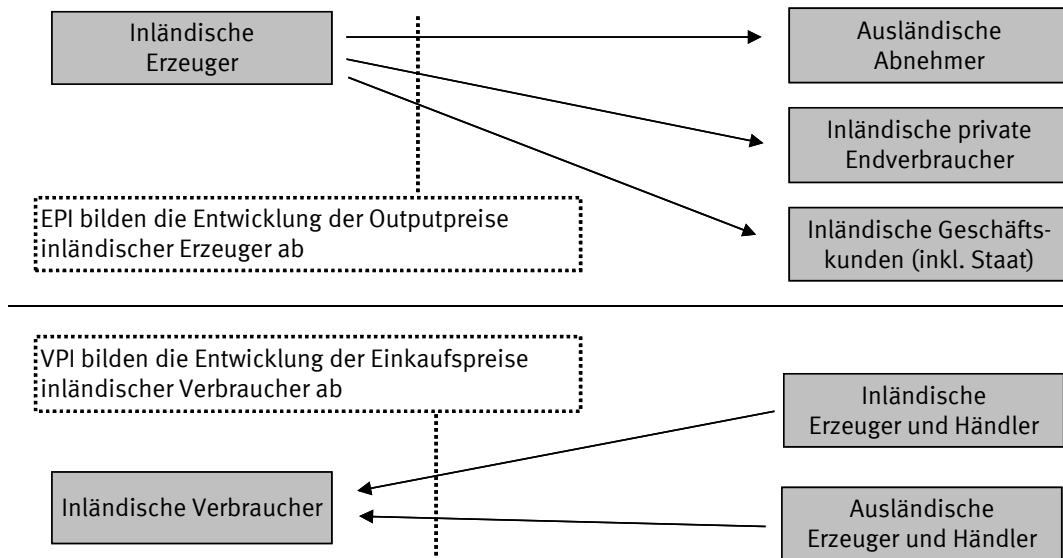 Inländische
Erzeuger
Ausländische
Abnehmer
Inländische private
Endverbraucher
EPI bilden die Entwicklung der Outputpreise
inländischer Erzeuger ab
Inländische Geschäfts-
kunden (inkl. Staat)
VPI bilden die Entwicklung der Einkaufspreise
inländischer Verbraucher ab
Inländische
Erzeuger und Händler
Inländische Verbraucher
Ausländische
Erzeuger und Händler